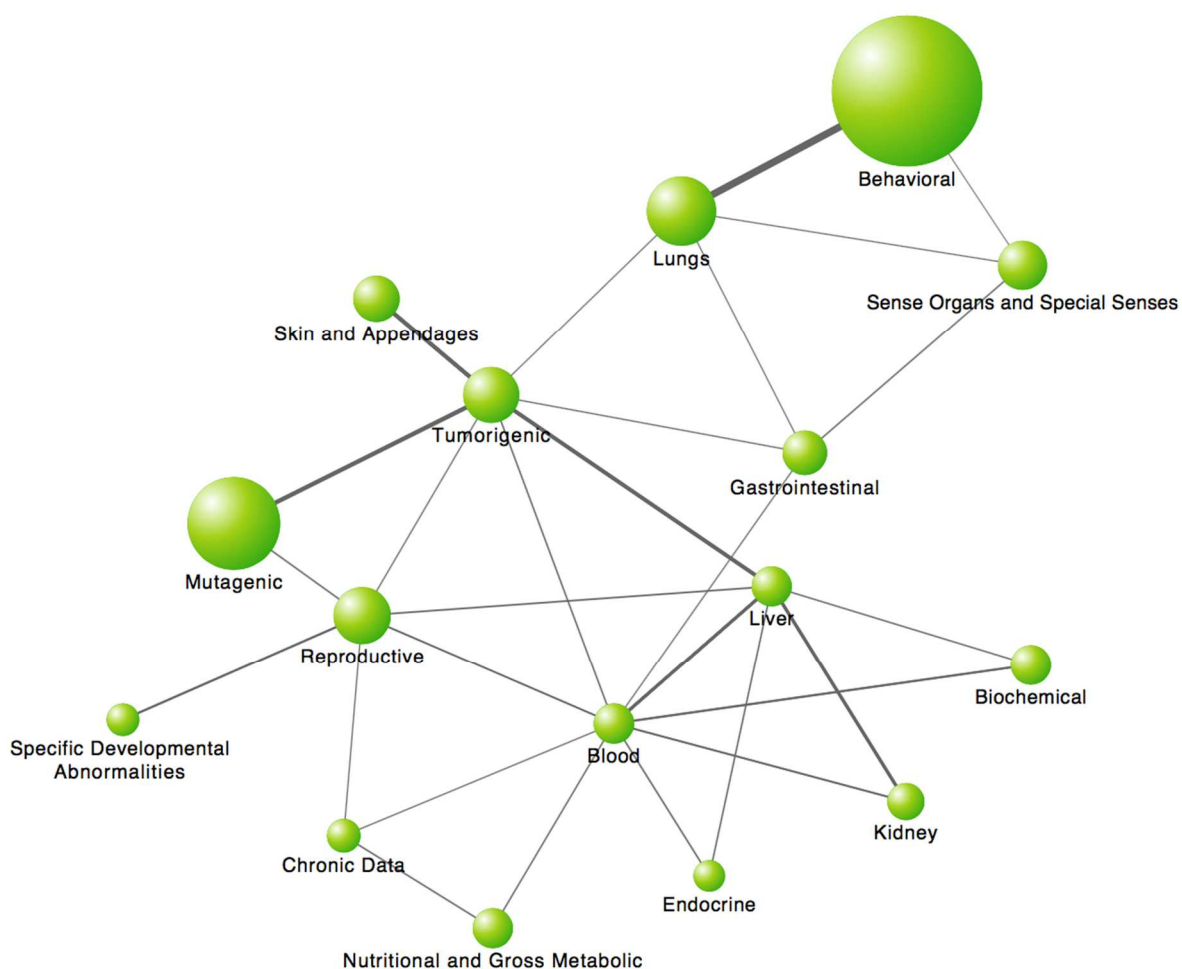 Behavioral
Lungs
Sense Organs and Special Senses
Skin and Appendages
Tumorigenic
Gastrointestinal
Mutagenic
Liver
Reproductive
Biochemical
Specific Developmental
Abnormalities
Blood
Kidney
Chronic Data
Endocrine
Nutritional and Gross Metabolic